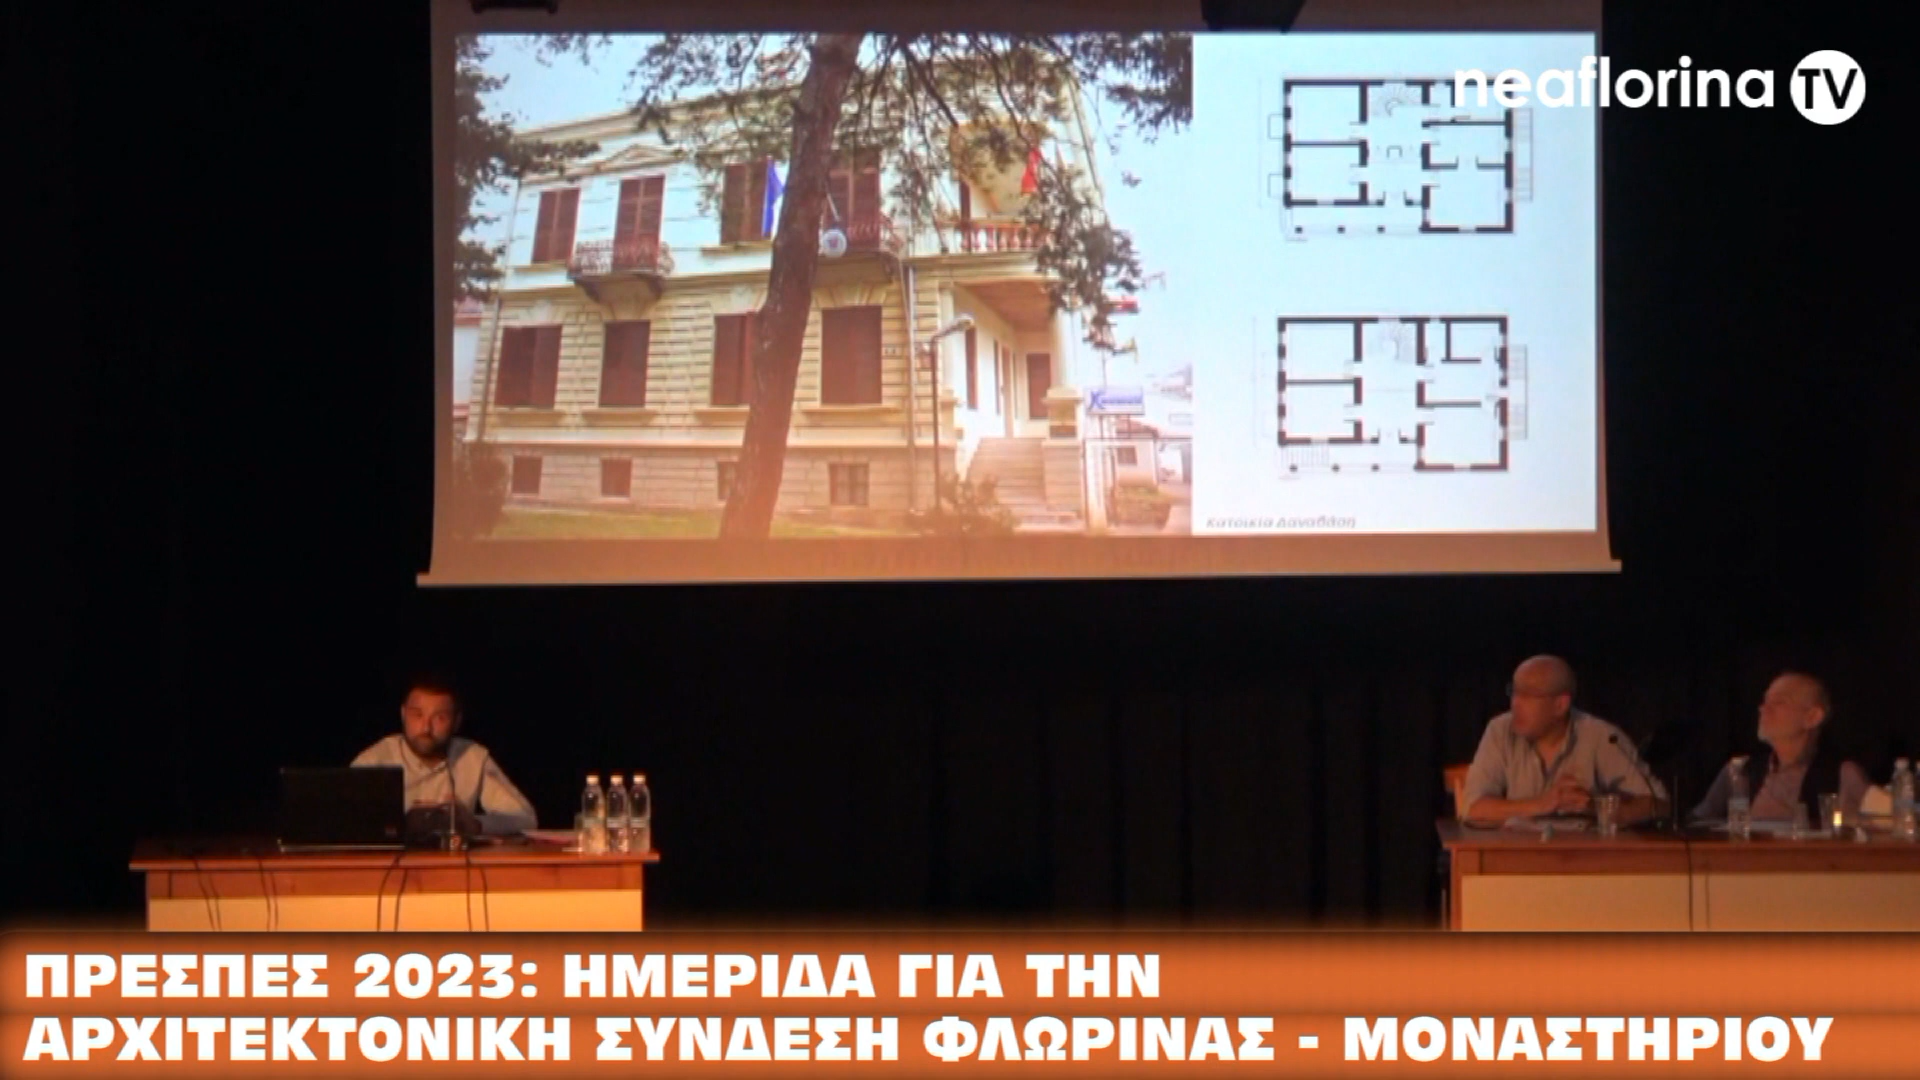 neaflorina TV
Κατοικία Δαναβάση
ΠΡΕΣΠΕΣ 2023: ΗΜΕΡΙΔΑ ΓΙΑ ΤΗΝ
ΑΡΧΙΤΕΚΤΟΝΙΚΗ ΣΥΝΔΕΣΗ ΦΛΩΡΙΝΑΣ - ΜΟΝΑΣΤΗΡΙΟΥ